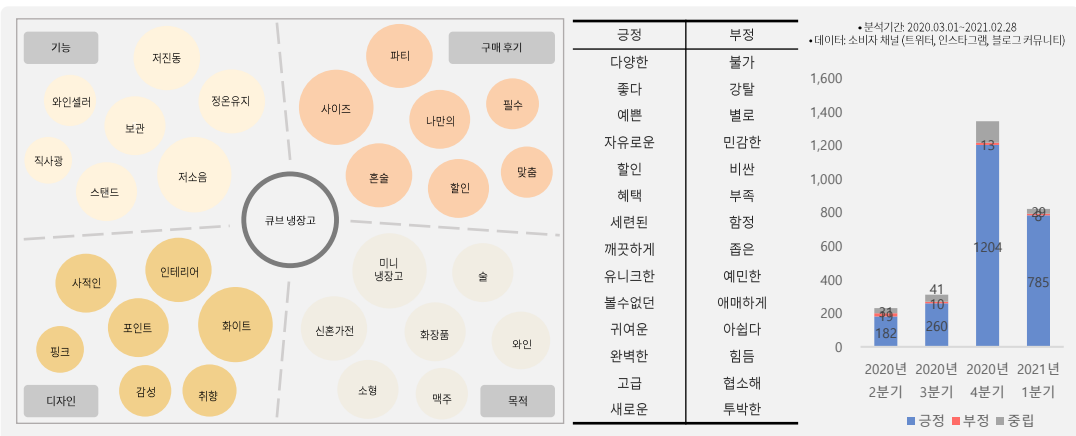 기능
저진동
와인셀러
정온유지
보관
직사광
스탠드
저소음
구매 후기
파티
사이즈
나만의
필수
혼술
할인
맞춤
큐브 냉장고
사적인
인테리어
포인트
화이트
핑크
감성
취향
디자인
미니
냉장고
술
신혼가전
화장품
와인
소형
맥주
목적
긍정 부정
다양한 불가
좋다 강탈
예쁜 별로
자유로운 민감한
할인 비싼
혜택 부족
세련된 함정
깨끗하게 좁은
유니크한 예민한
볼수없던 애매하게
귀여운 아쉽다
완벽한 힘듬
고급 협소해
새로운 투박한
• 분석기간: 2020.03.01~2021.02.28
• 데이터: 소비자 채널 (트위터, 인스타그램, 블로그 커뮤니티)
1,600
1,400
1,200
1,000
800
600
400
200
0
31
19
182
41
10
260
13
1204
29
8
785
2020년 2020년 2020년 2021년
2분기 3분기 4분기 1분기
긍정 부정 중립